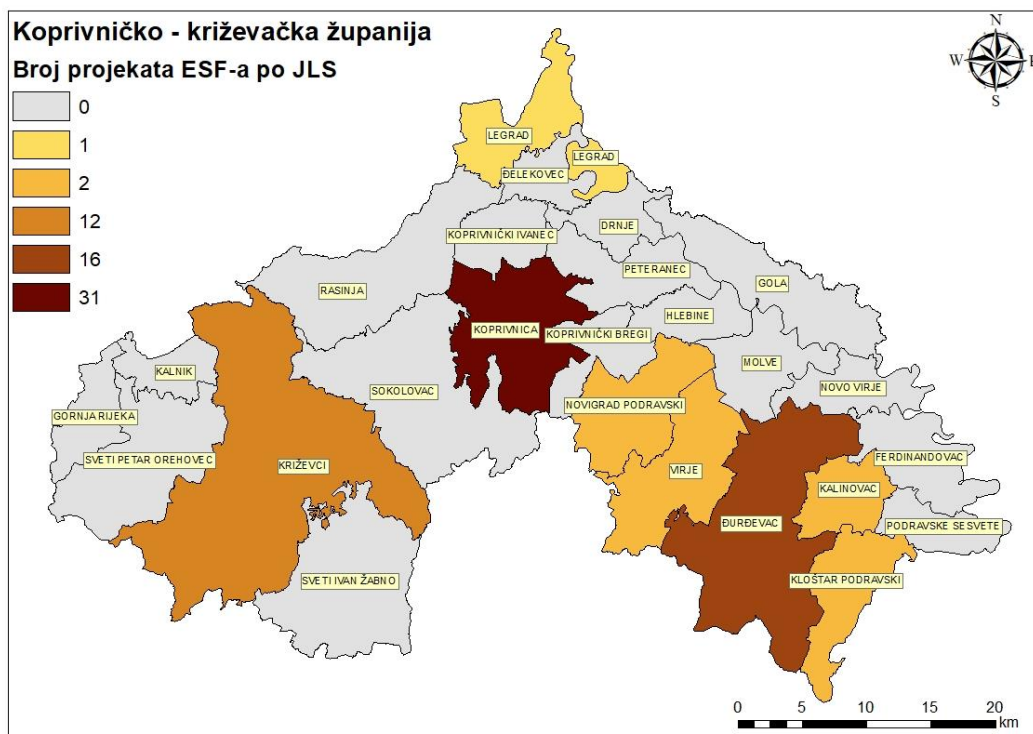 Koprivničko - križevačka županija
Broj projekata ESF-a po JLS
0
1
2
12
16
31
N
W
E
S
LEGRAD
LEGRAD
ĐELEKOVEC
DRNJE
KOPRIVNIČKI IVANEC
PETERANEC
RASINJA
GOLA
HLEBINE
KOPRIVNICA
KOPRIVNIČKI BREGI
MOLVE
KALNIK
SOKOLOVAC
NOVO VIRJE
NOVIGRAD PODRAVSKI
GORNJA RIJEKA
SVETI PETAR OREHOVEC
FERDINANDOVAC
KRIŽEVCI
VIRJE
KALINOVAC
ĐURĐEVAC
PODRAVSKE SESVETE
SVETI IVAN ŽABNO
KLOŠTAR PODRAVSKI
0 5 10 15 20
km